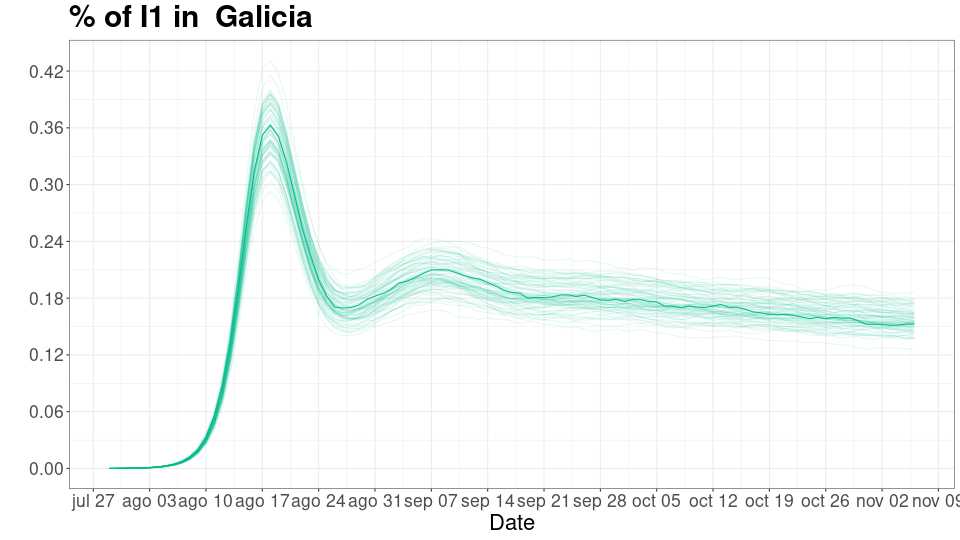 % of I1 in  Galicia
0.42
0.36
0.30
0.24
0.18
0.12
0.06
0.00
jul 27 ago 03 ago 10 ago 17 ago 24 ago 31 sep 07 sep 14 sep 21 sep 28 oct 05 oct 12 oct 19 oct 26 nov 02 nov 09
Date